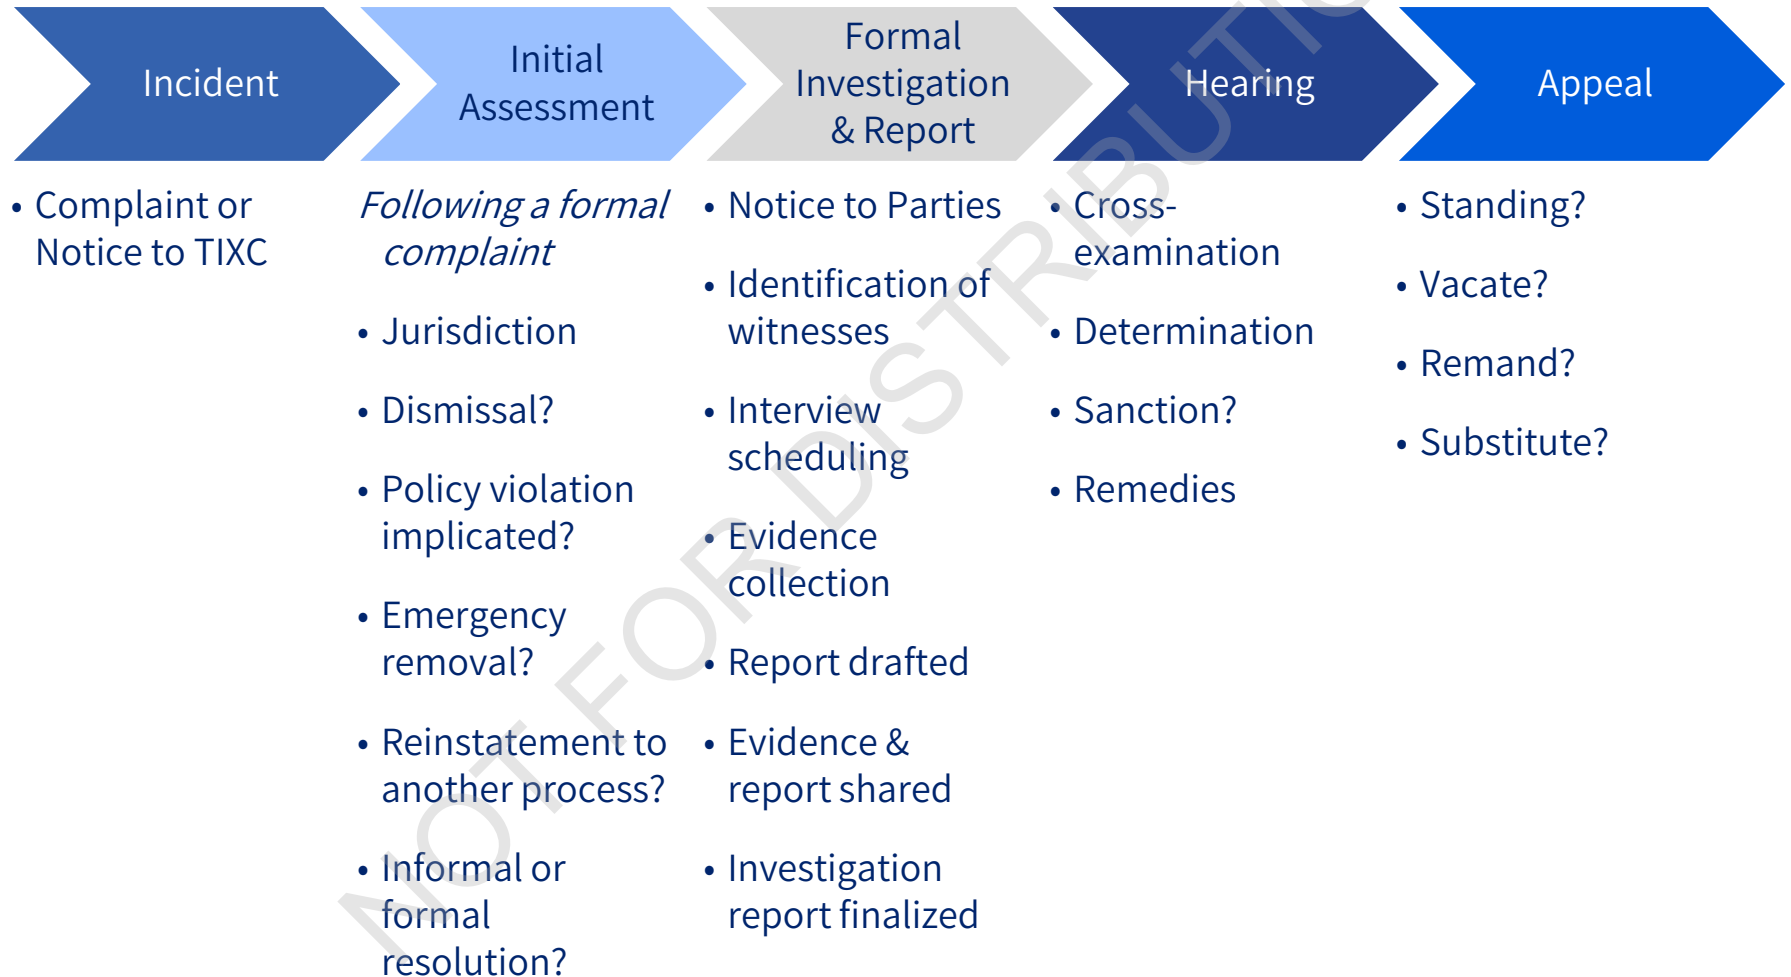 Incident
Initial
Assessment
Formal
Investigation
& Report
Hearing
Appeal
• Complaint or
Notice to TIXC
Following a formal
complaint
• Jurisdiction
• Dismissal?
• Policy violation
implicated?
• Emergency
removal?
• Reinstatement to
another process?
• Informal or
formal
resolution?
• Notice to Parties
• Identification of
witnesses
• Interview
scheduling
• Evidence
collection
• Report drafted
• Evidence &
report shared
• Investigation
report finalized
• Cross-
examination
• Determination
• Sanction?
• Remedies
• Standing?
• Vacate?
• Remand?
• Substitute?
NOT FOR DISTRIBUTIO